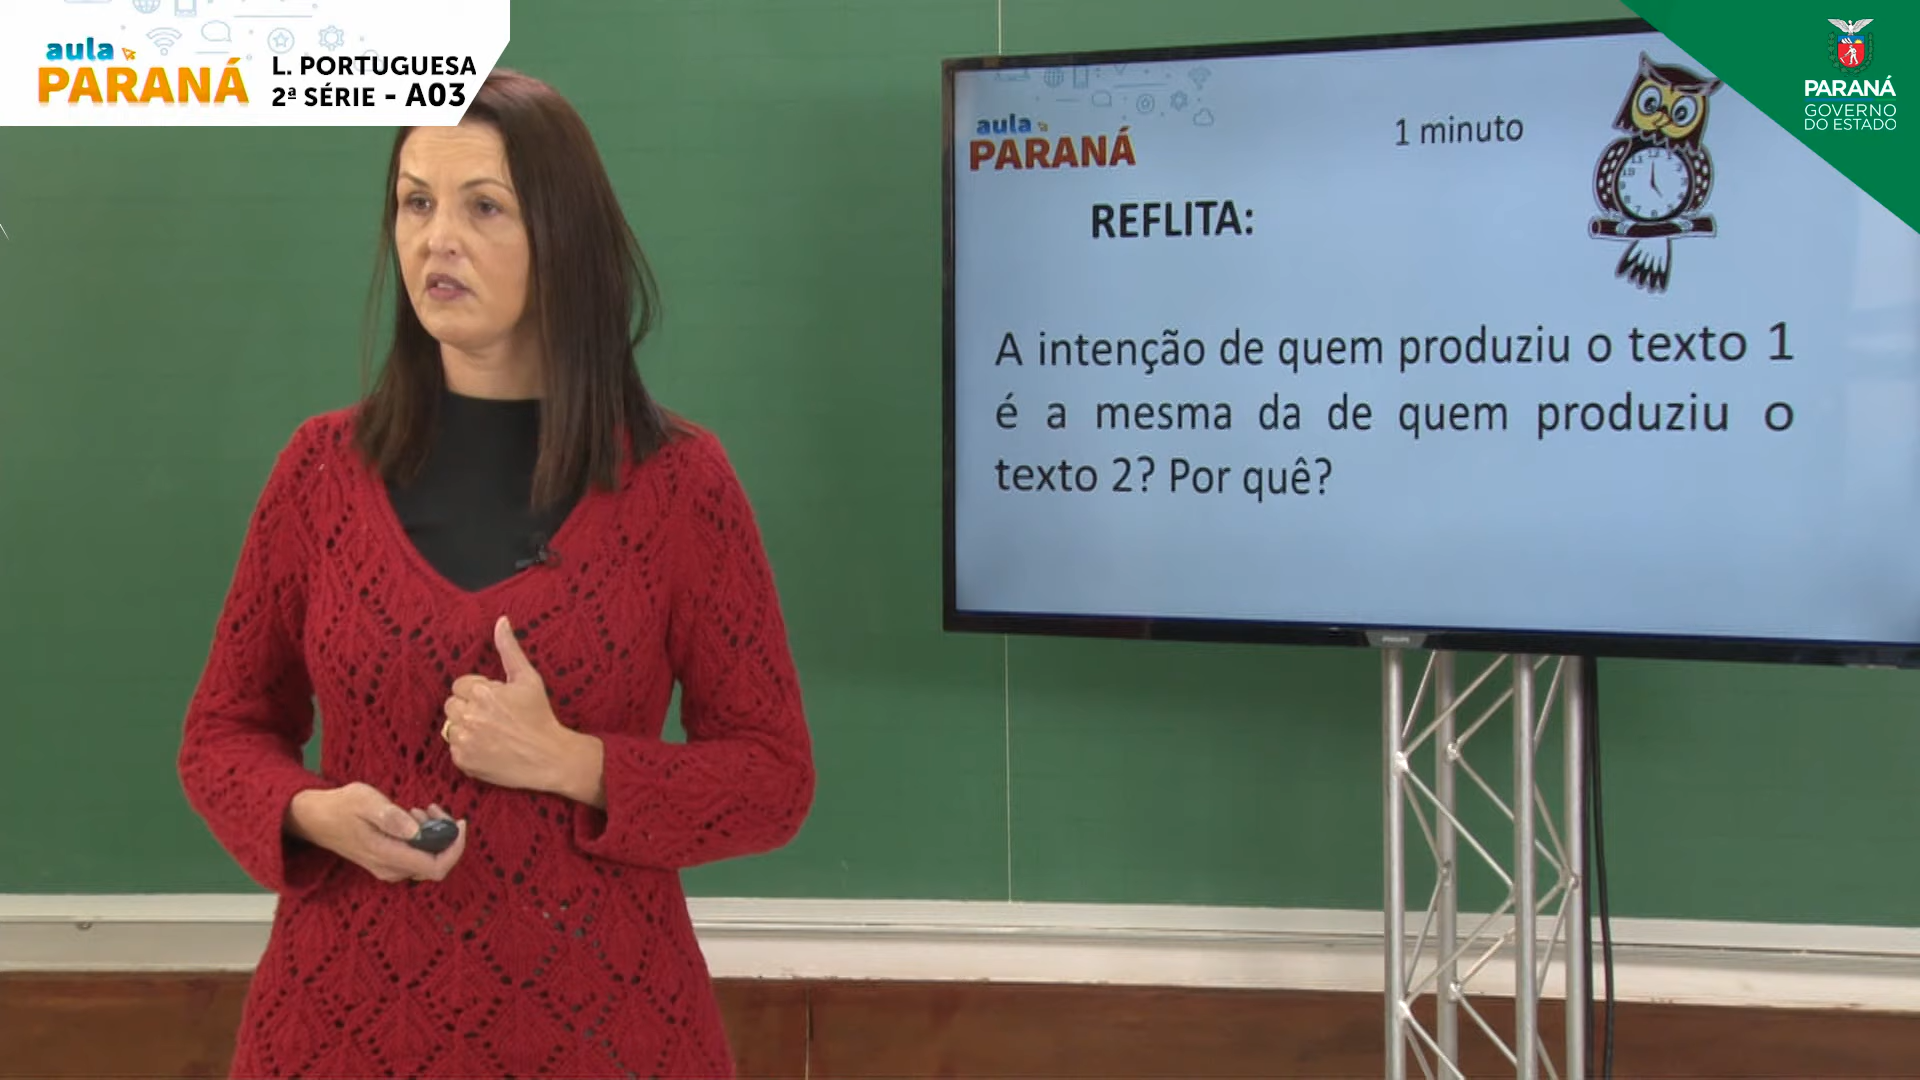 aula
PARANÁ
L. PORTUGUESA
2ª SÉRIE - A03
aula
PARANÁ
1 minuto
REFLITA:
A intenção de quem produziu o texto 1
é a mesma da de quem produziu o
texto 2? Por quê?
PARANÁ
GOVERNO
DO ESTADO